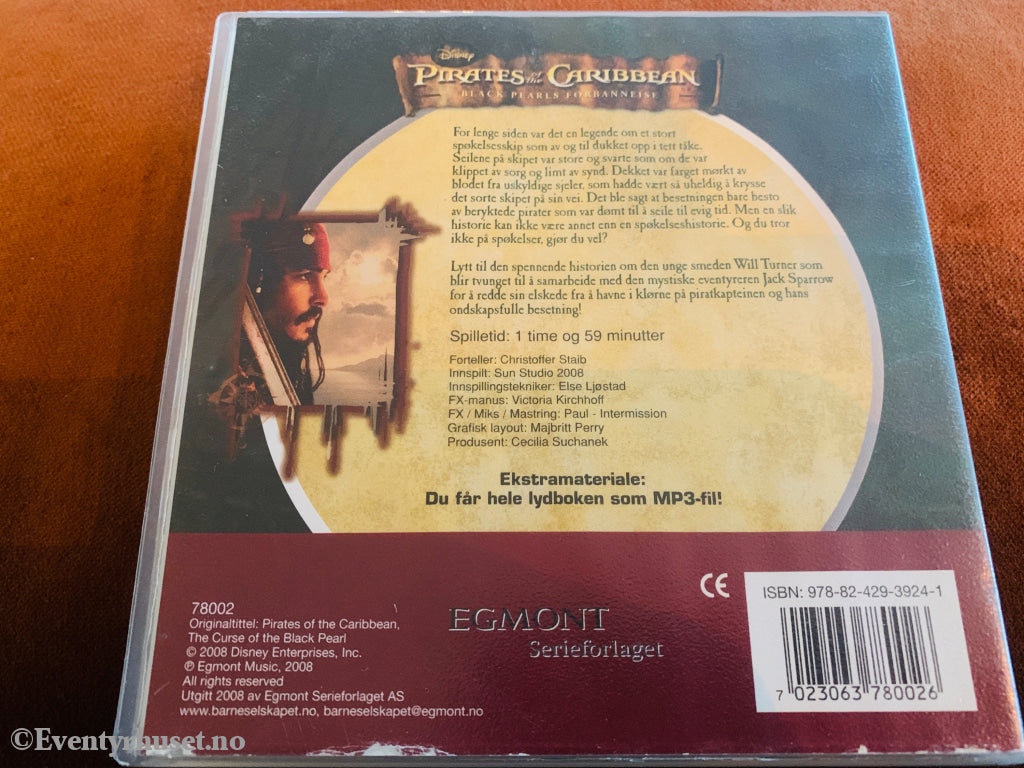 Disney
PIRATES of the CARIBBEAN
BLACK PEARLS FORBANNELSE
For lenge siden var det en legende om et stort
spøkelsesskip som av og til dukket opp i tett tåke.
Seilene på skipet var store og svarte som om de var
klippet av sorg og limt av synd. Dekket var farget mørkt av
blodet fra uskyldige sjeler, som hadde vært så uheldig å krysse
det sorte skipet på sin vei. Det ble sagt at besetningen bare besto
av beryktede pirater som var dømt til å seile til evig tid. Men en slik
historie kan ikke være annet enn en spøkelseshistorie. Og du tror
ikke på spøkelser, gjør du vel?
Lytt til den spennende historien om den unge smeden Will Turner som
blir tvunget til å samarbeide med den mystiske eventyreren Jack Sparrow
for å redde sin elskede fra å havne i klørne på piratkapteinen og hans
ondskapsfulle besetning!
Spilletid: 1 time og 59 minutter
Forteller: Christoffer Staib
Innspilt: Sun Studio 2008
Innspillingstekniker: Else Ljøstad
FX-manus: Victoria Kirchhoff
FX / Miks / Mastring: Paul - Intermission
Grafisk layout: Majbritt Perry
Produsent: Cecilia Suchanek
Ekstramateriale:
Du får hele lydboken som MP3-fil!
78002
Originaltittel: Pirates of the Caribbean,
The Curse of the Black Pearl
© 2008 Disney Enterprises, Inc.
℗ Egmont Music, 2008
All rights reserved
Utgitt 2008 av Egmont Serieforlaget AS
www.barneselskapet.no, barneselskapet@egmont.no
EGMONT
Serieforlaget
CE
ISBN: 978-82-429-3924-1
7 023063 780026
©Eventyrmuset.no